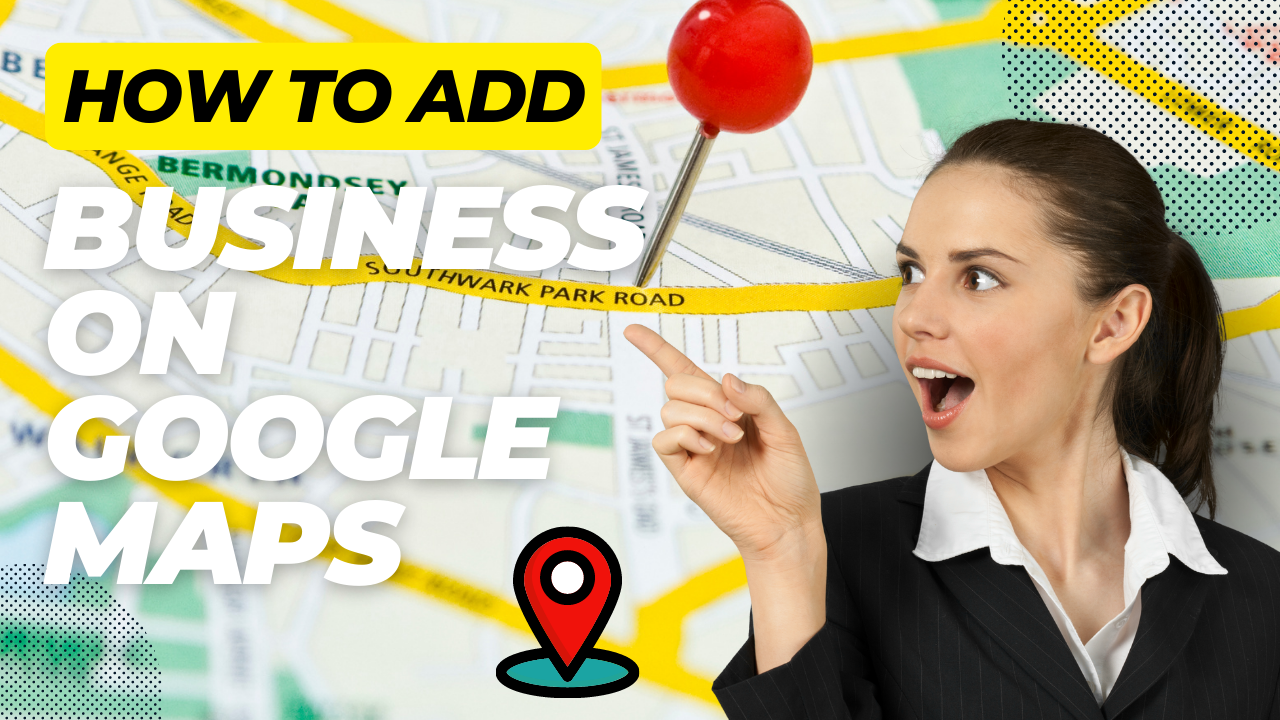 HOW TO ADD
BERMONDSEY
BUSINESS
SOUTHWARK PARK ROAD
ON
GOOGLE
MAPS